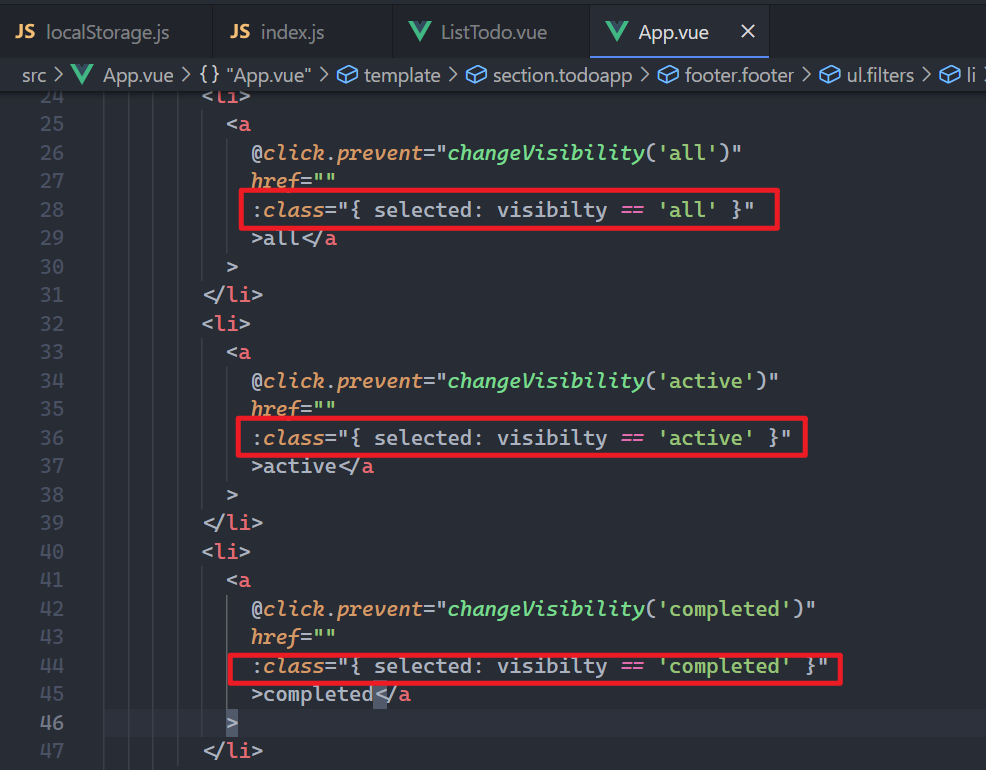 JS localStorage.js JS index.js ListTodo.vue App.vue ×
src > App.vue > {} "App.vue" > template > section.todoapp > footer.footer > ul.filters > li
24 <li>
25 <a
26 @click.prevent="changeVisibility('all')"
27 href=""
28 :class="{ selected: visibilty == 'all' }"
29 >all</a
30 >
31 </li>
32 <li>
33 <a
34 @click.prevent="changeVisibility('active')"
35 href=""
36 :class="{ selected: visibilty == 'active' }"
37 >active</a
38 >
39 </li>
40 <li>
41 <a
42 @click.prevent="changeVisibility('completed')"
43 href=""
44 :class="{ selected: visibilty == 'completed' }"
45 >completed</a
46 >
47 </li>